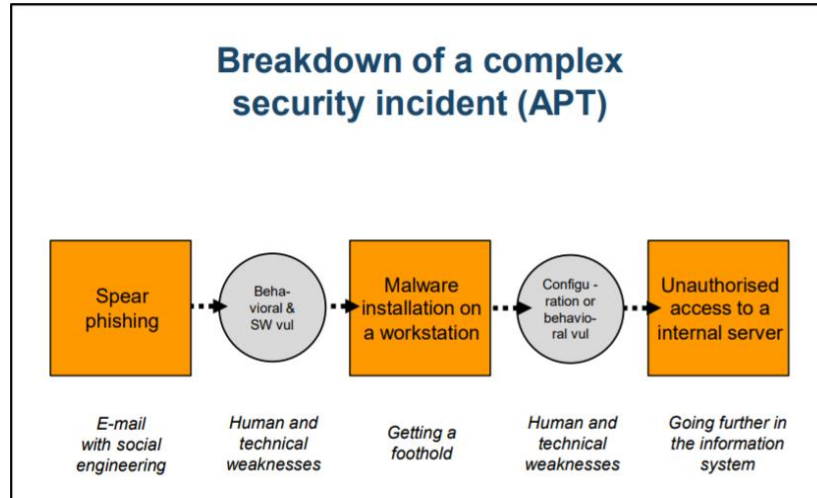 Breakdown of a complex
security incident (APT)
Spear
phishing
Beha-
vioral &
SW vul
Malware
installation on
a workstation
Configu -
ration or
behavio-
ral vul
Unauthorised
access to a
internal server
E-mail
with social
engineering
Human and
technical
weaknesses
Getting a
foothold
Human and
technical
weaknesses
Going further in
the information
system